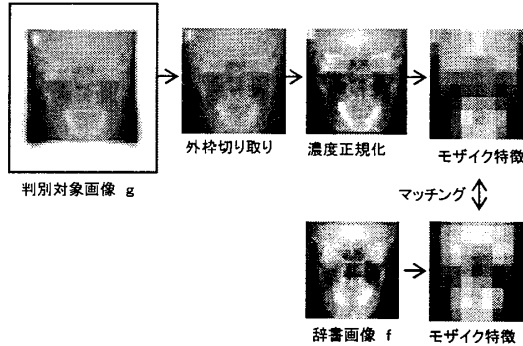 外枠切り取り
濃度正規化
モザイク特徴
判別対象画像 g
マッチング
辞書画像 f
モザイク特徴